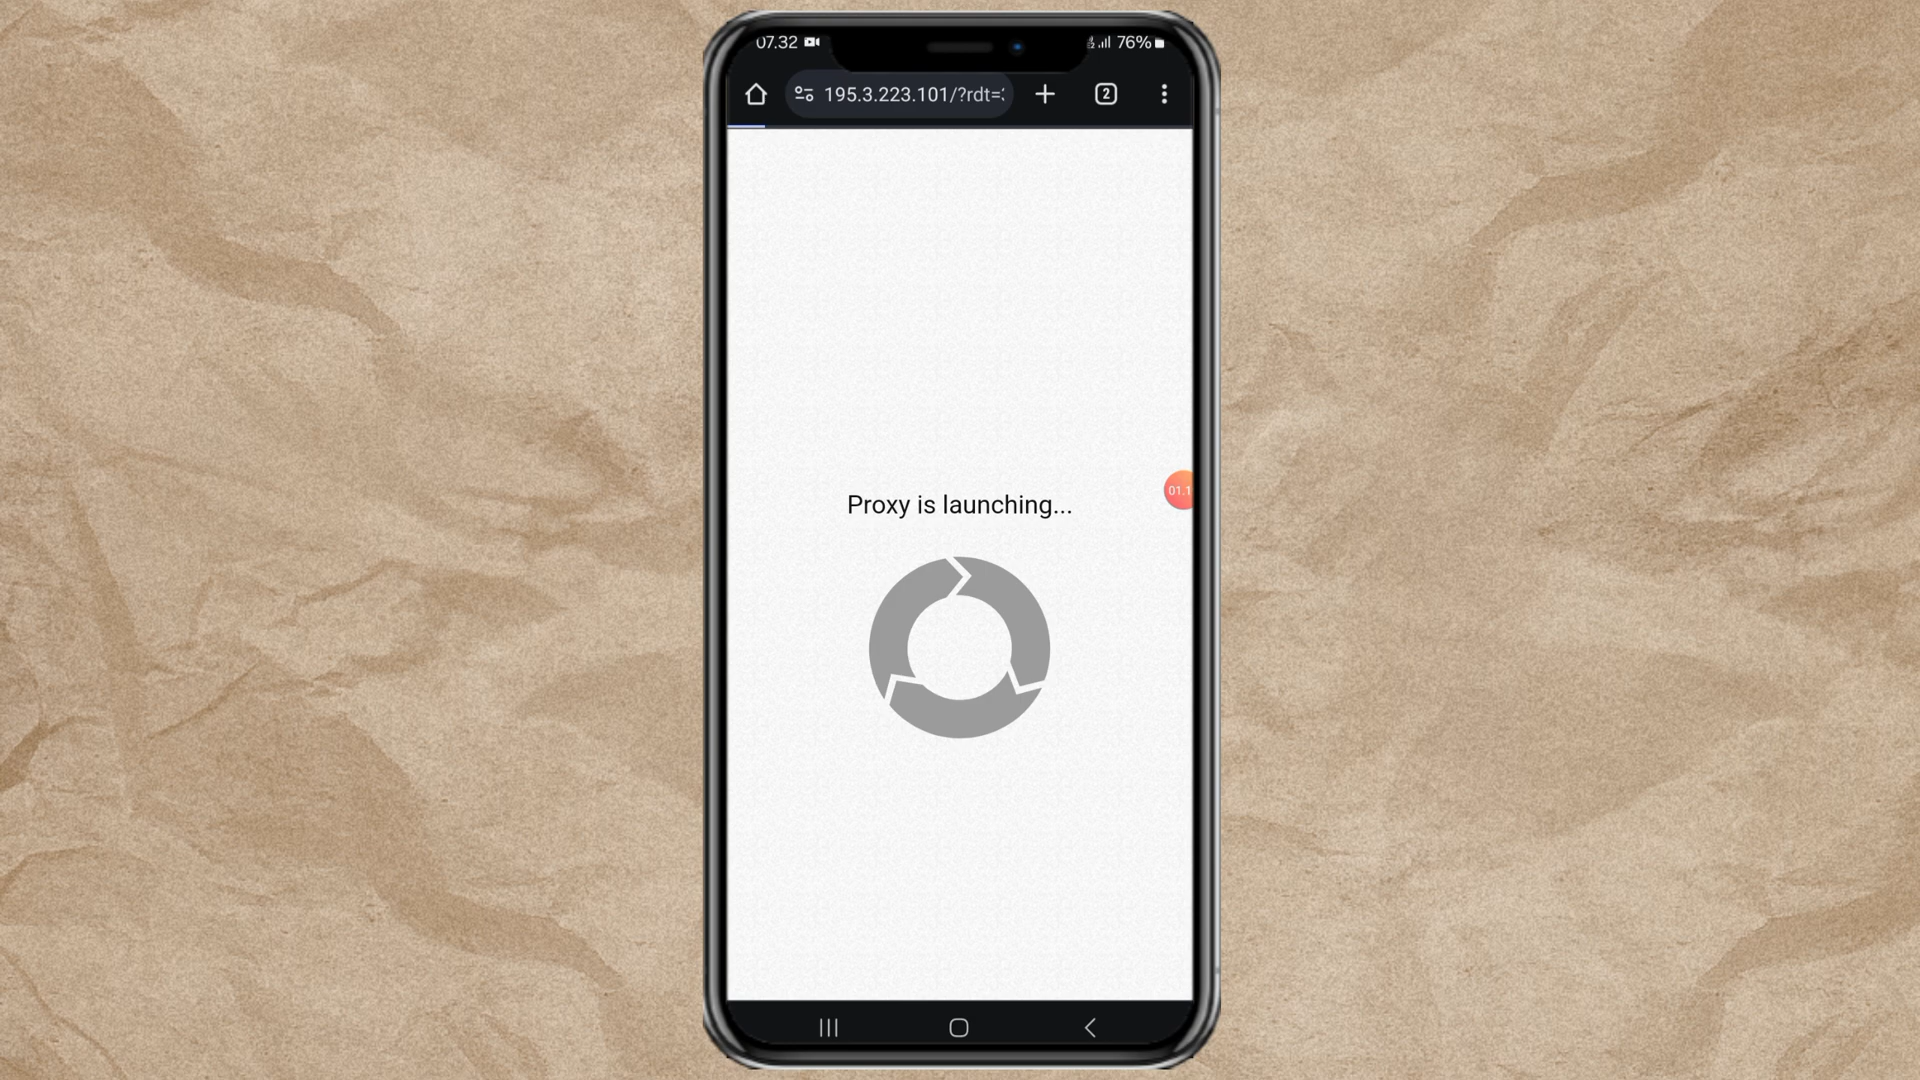 07.32
76%
195.3.223.101/?rdt=
2
01.1
Proxy is launching...